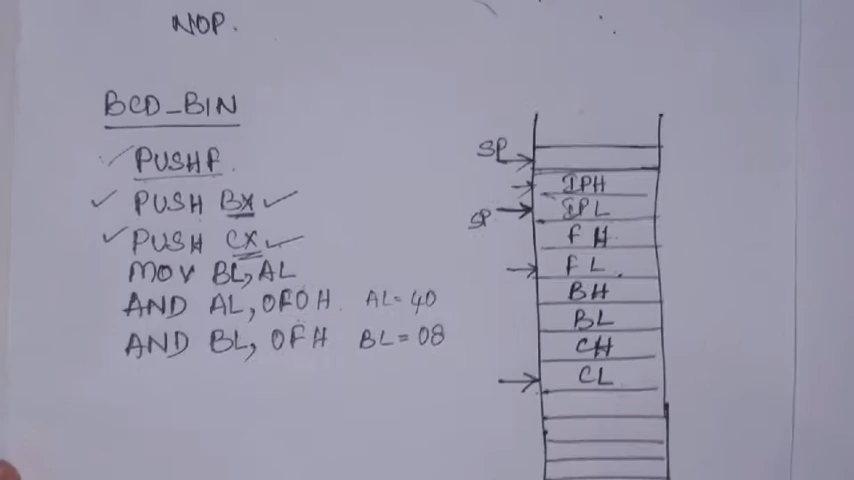 NOP.
BCD_BIN
PUSHF.
PUSH BX
PUSH CX
MOV BL, AL
AND AL, 0F0H AL = 40
AND BL, 0FH BL = 08
SP
IPH
SP
IPL
FH
FL
BH
BL
CH
CL